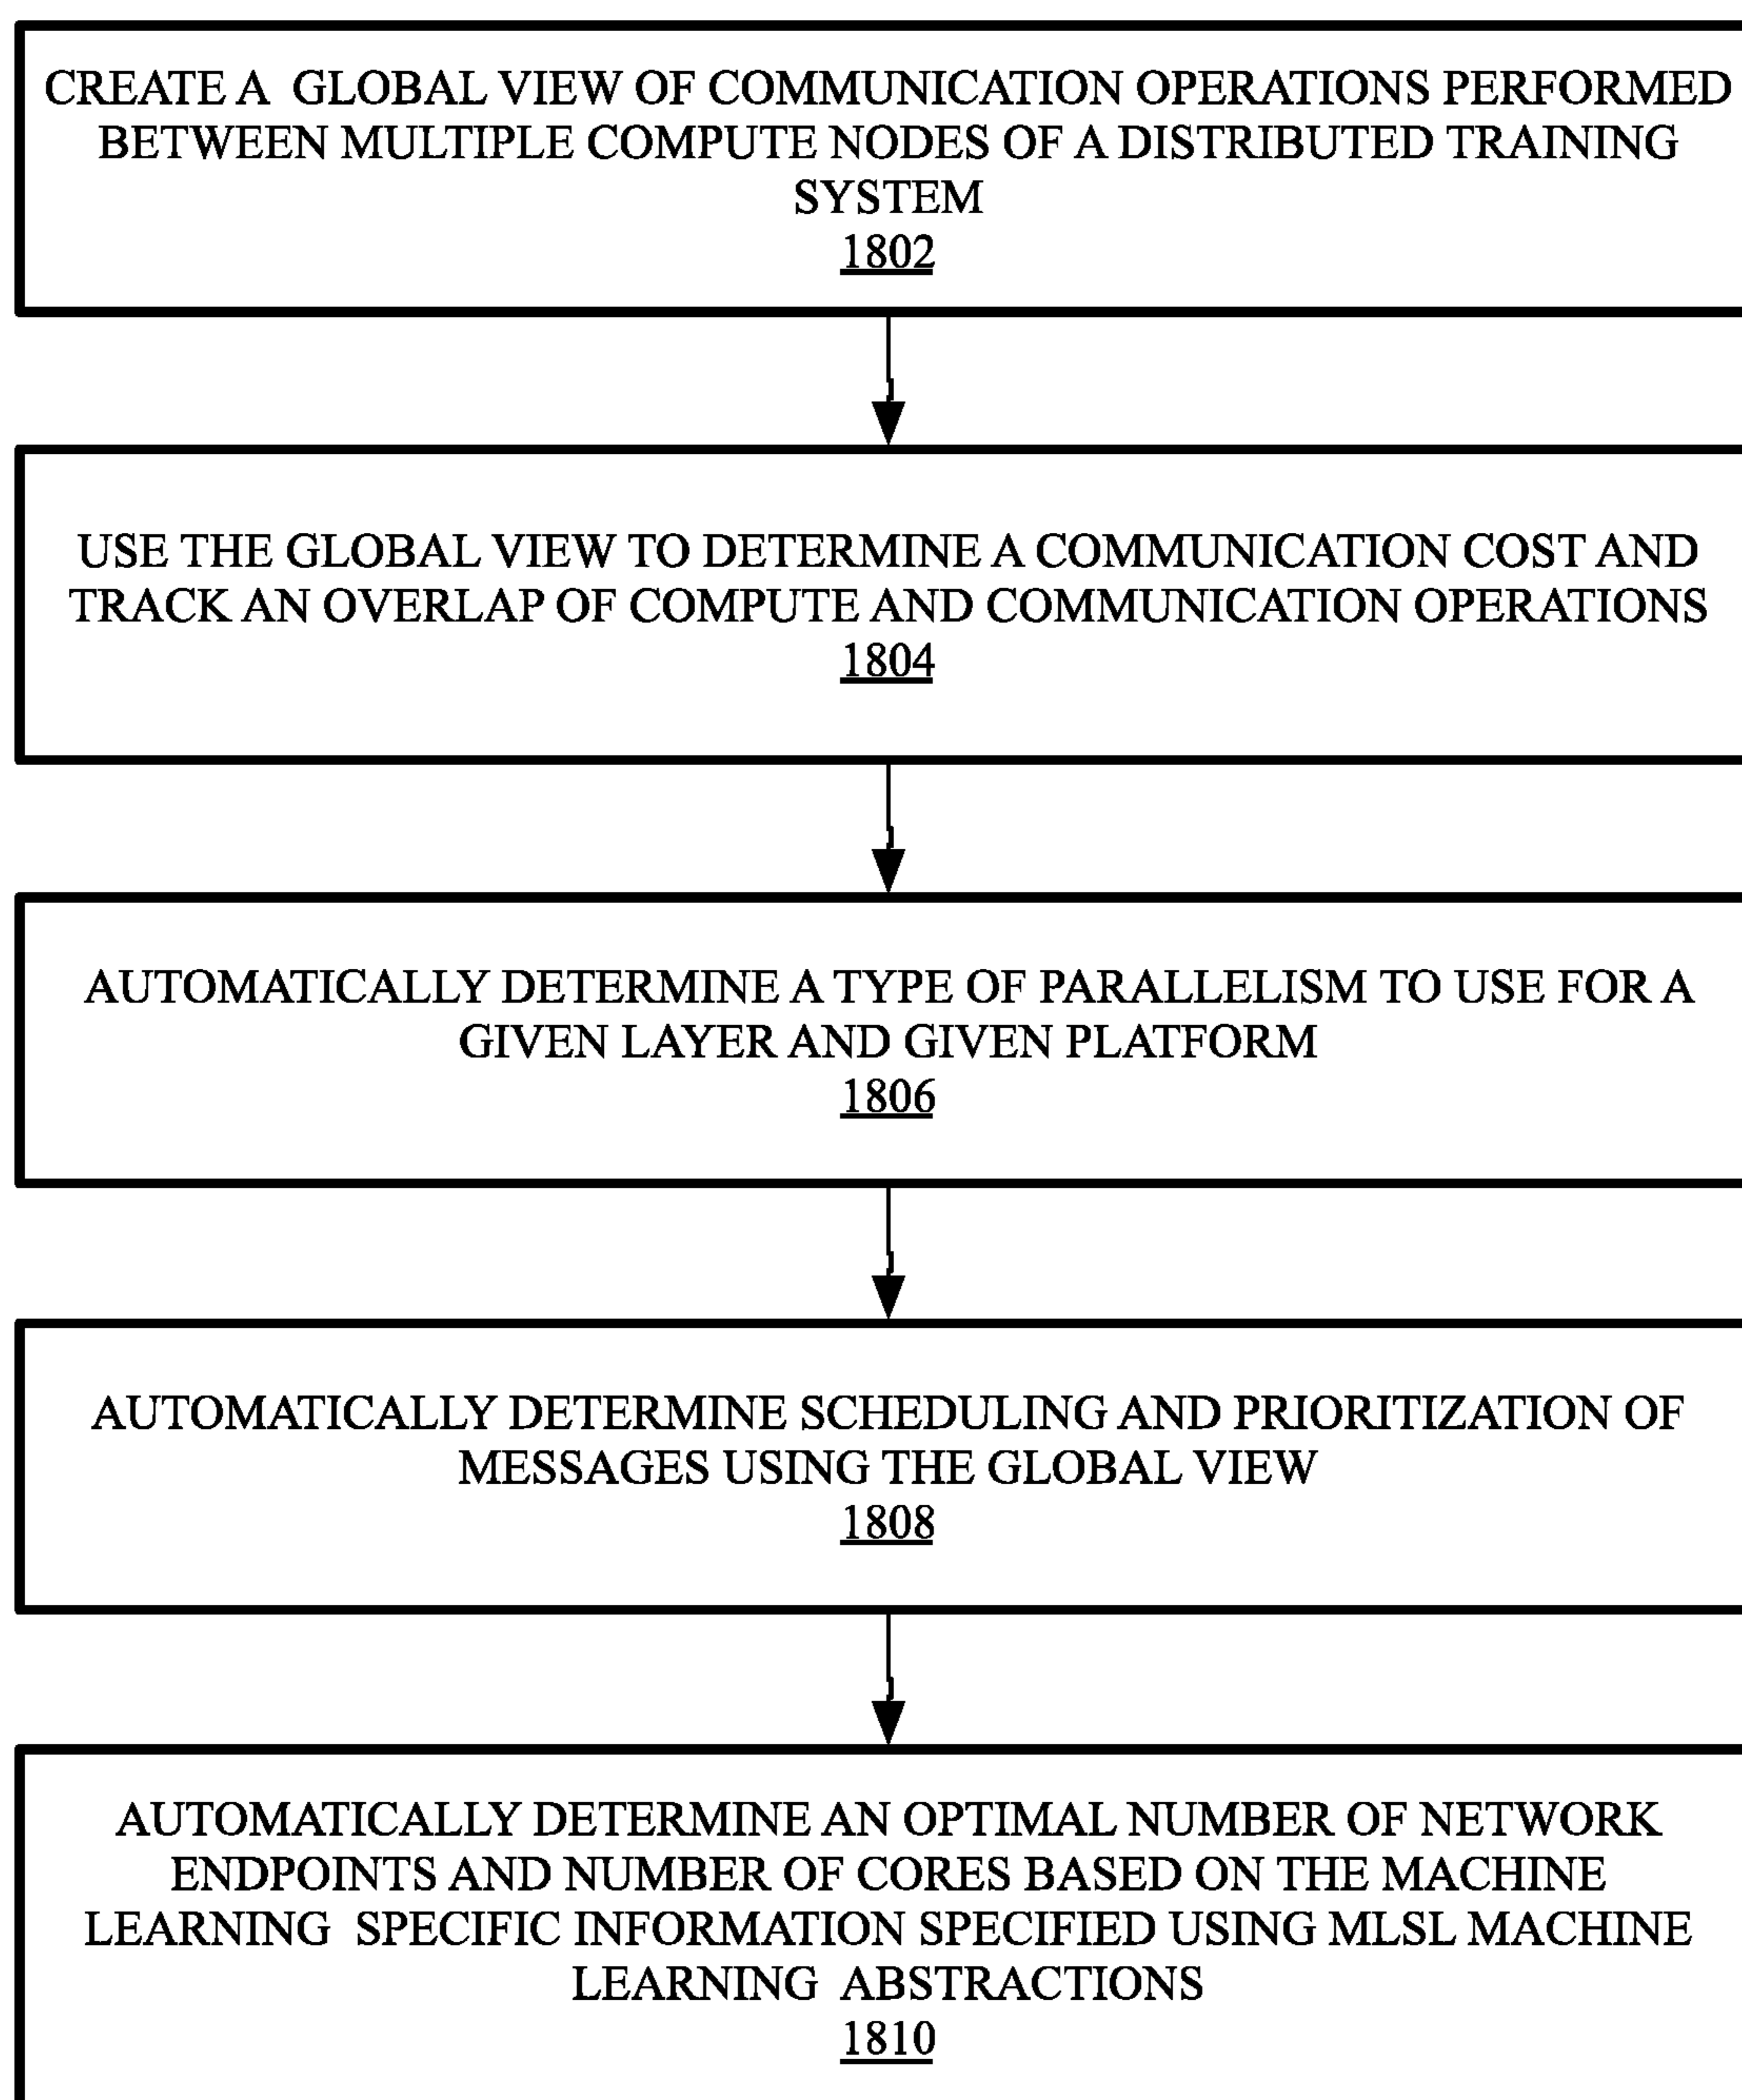 CREATE A GLOBAL VIEW OF COMMUNICATION OPERATIONS PERFORMED
BETWEEN MULTIPLE COMPUTE NODES OF A DISTRIBUTED TRAINING
SYSTEM
1802
USE THE GLOBAL VIEW TO DETERMINE A COMMUNICATION COST AND
TRACK AN OVERLAP OF COMPUTE AND COMMUNICATION OPERATIONS
1804
AUTOMATICALLY DETERMINE A TYPE OF PARALLELISM TO USE FOR A
GIVEN LAYER AND GIVEN PLATFORM
1806
AUTOMATICALLY DETERMINE SCHEDULING AND PRIORITIZATION OF
MESSAGES USING THE GLOBAL VIEW
1808
AUTOMATICALLY DETERMINE AN OPTIMAL NUMBER OF NETWORK
ENDPOINTS AND NUMBER OF CORES BASED ON THE MACHINE
LEARNING SPECIFIC INFORMATION SPECIFIED USING MLSL MACHINE
LEARNING ABSTRACTIONS
1810